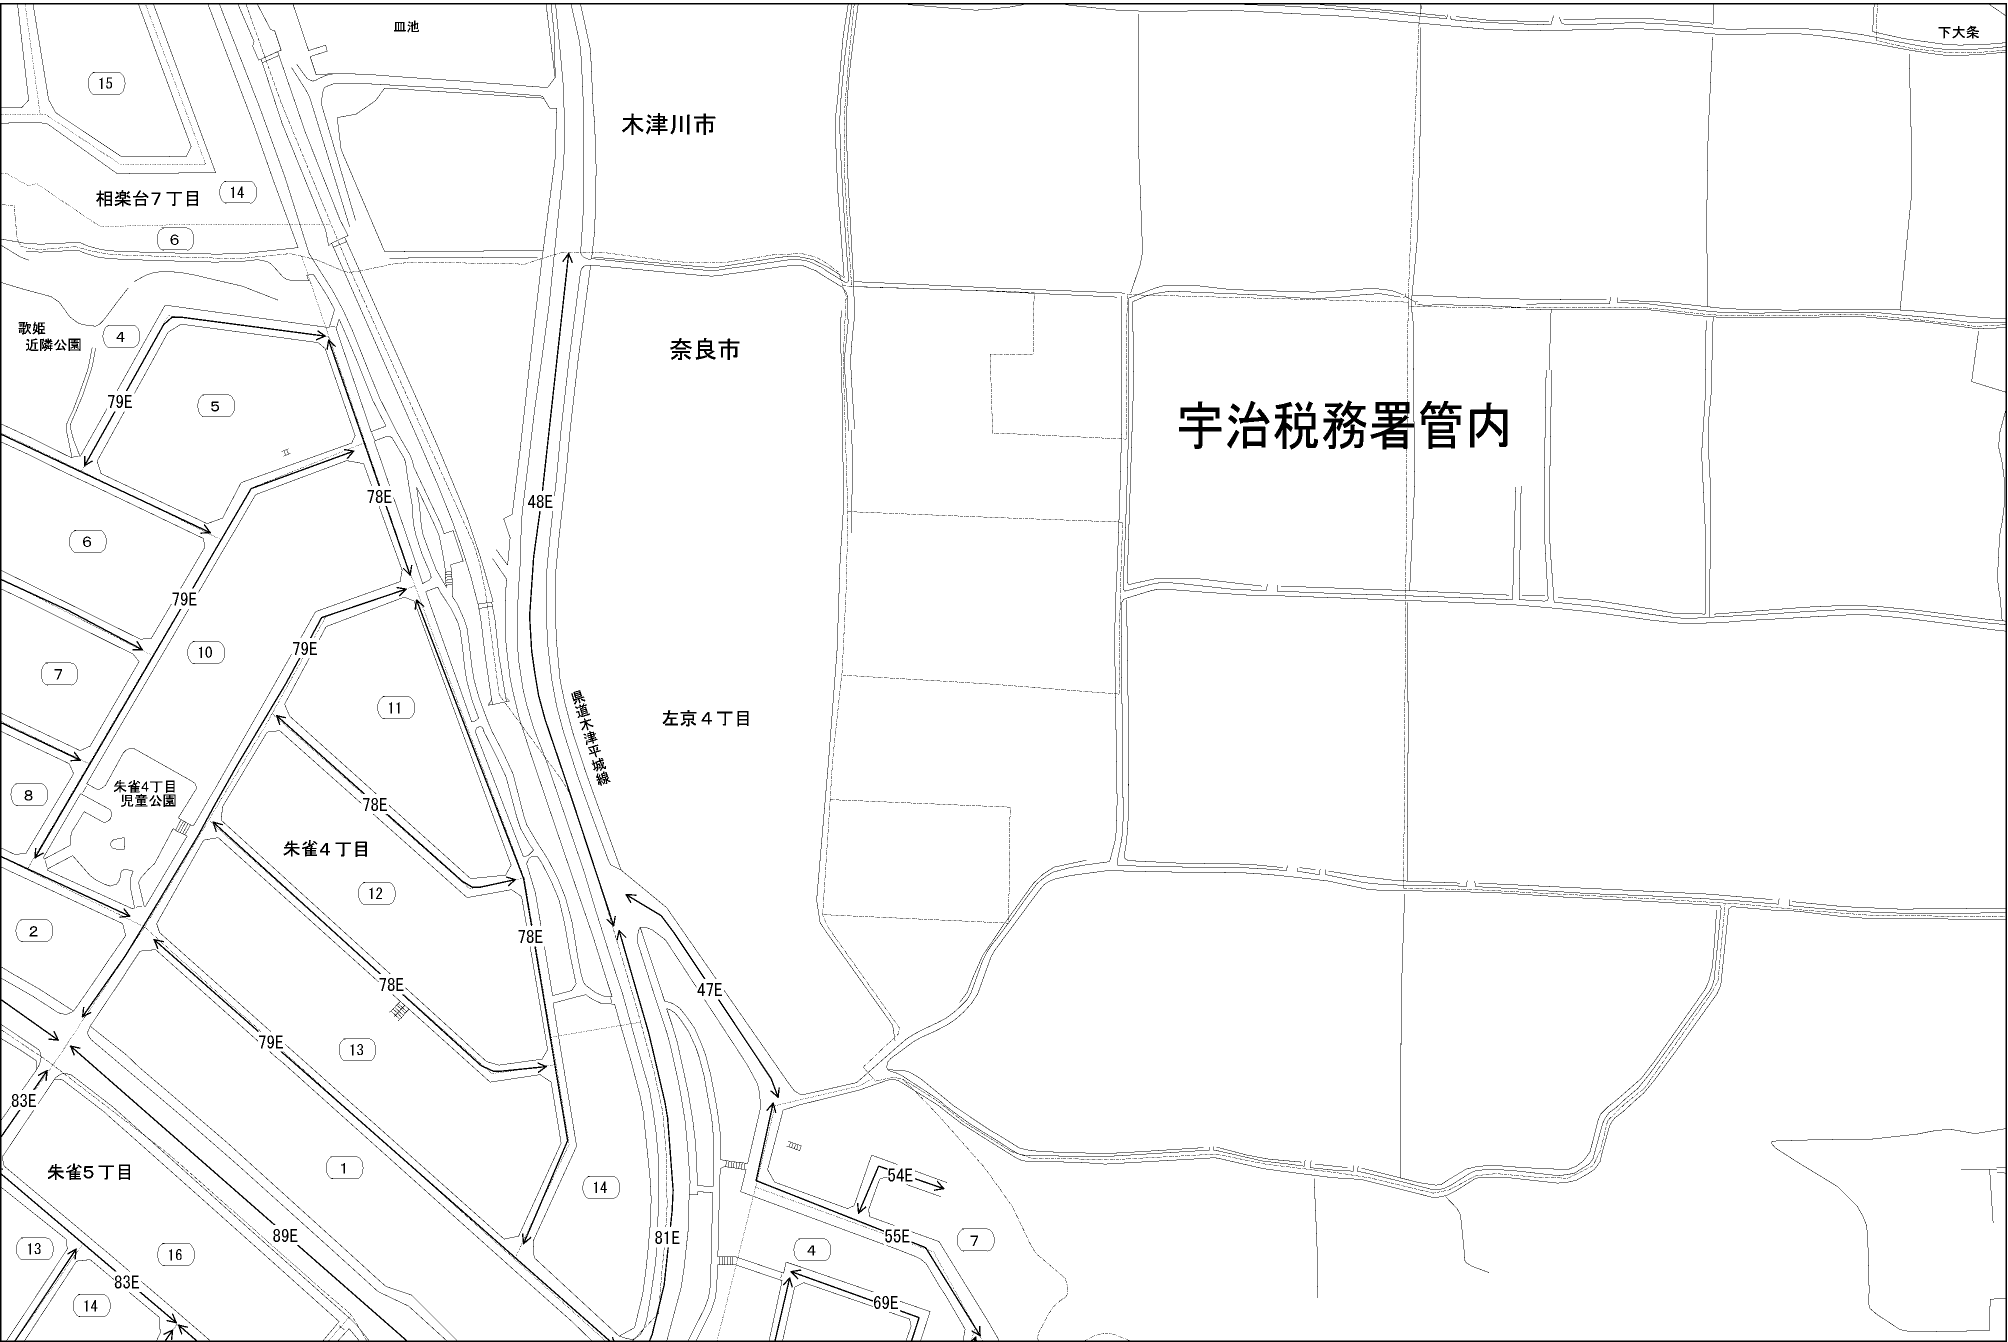 皿池
下大条
15
木津川市
14
相楽台7丁目
6
歌姫
近隣公園
4
奈良市
79E
5
宇治税務署管内
78E
48E
6
79E
10
79E
7
11
県道木津平城線
左京4丁目
朱雀4丁目
児童公園
8
78E
朱雀4丁目
12
2
78E
78E
47E
79E
13
83E
朱雀5丁目
1
54E
14
89E
81E
55E
7
13
16
4
83E
14
69E